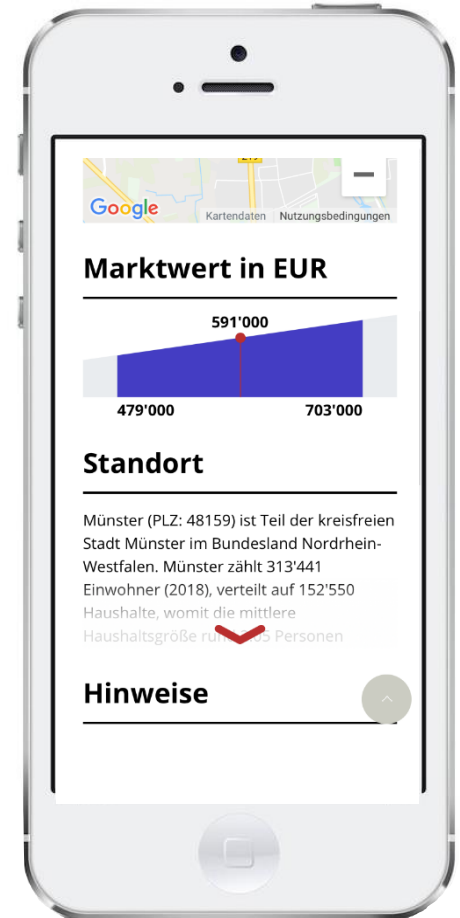 Google
Kartendaten
Nutzungsbedingungen
Marktwert in EUR
591'000
479'000
703'000
Standort
Münster (PLZ: 48159) ist Teil der kreisfreien
Stadt Münster im Bundesland Nordrhein-
Westfalen. Münster zählt 313'441
Einwohner (2018), verteilt auf 152'550
Haushalte, womit die mittlere
Haushaltsgröße Personen
Hinweise